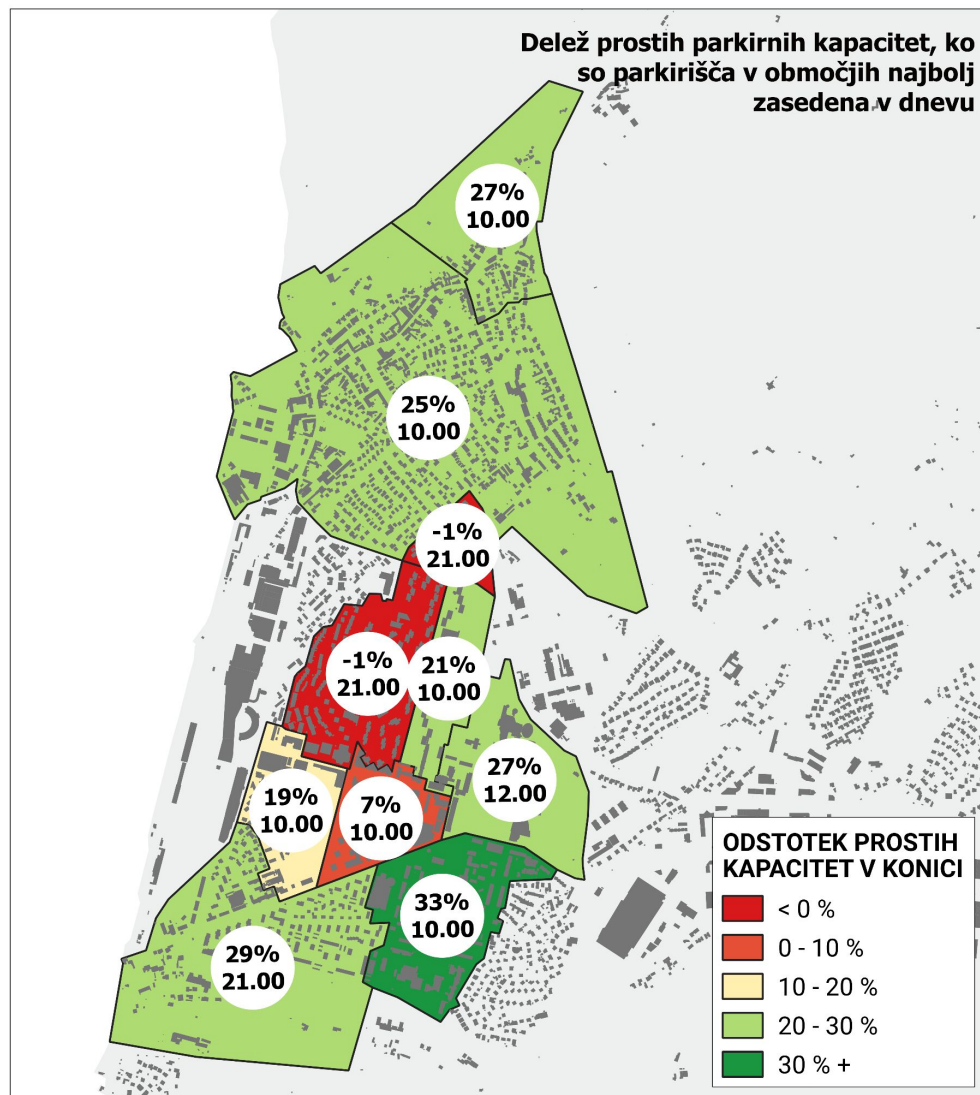 Delež prostih parkirnih kapacitet, ko
so parkirišča v območjih najbolj
zasedena v dnevu
27%
10.00
25%
10.00
-1%
21.00
-1%
21.00
21%
10.00
27%
12.00
19%
10.00
7%
10.00
33%
10.00
29%
21.00
ODSTOTEK PROSTIH
KAPACITET V KONICI
< 0 %
0 - 10 %
10 - 20 %
20 - 30 %
30 % +